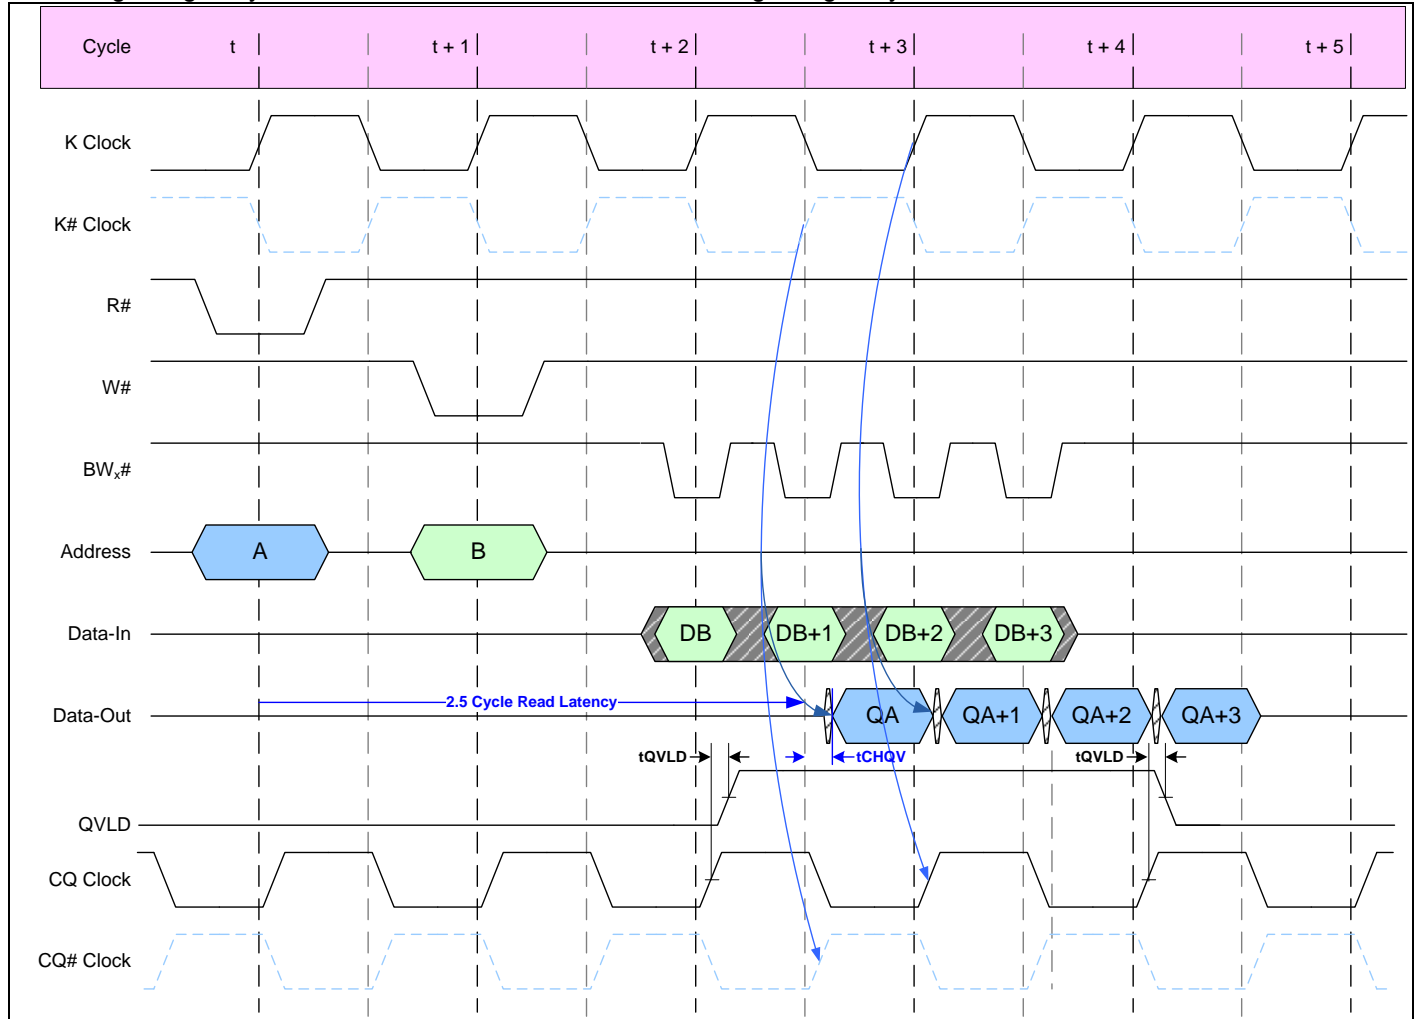 Cycle t t + 1 t + 2 t + 3 t + 4 t + 5
K Clock
K# Clock
R#
W#
BWx#
Address A B
Data-In DB DB+1 DB+2 DB+3
2.5 Cycle Read Latency
Data-Out QA QA+1 QA+2 QA+3
tQVLD tCHQV tQVLD
QVLD
CQ Clock
CQ# Clock